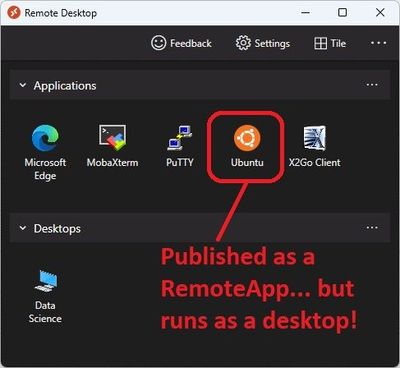 Remote Desktop
Feedback
Settings
Tile
Applications
Microsoft
Edge
MobaXterm
PuTTY
Ubuntu
X2Go Client
Desktops
Data
Science
Published as a
RemoteApp... but
runs as a desktop!